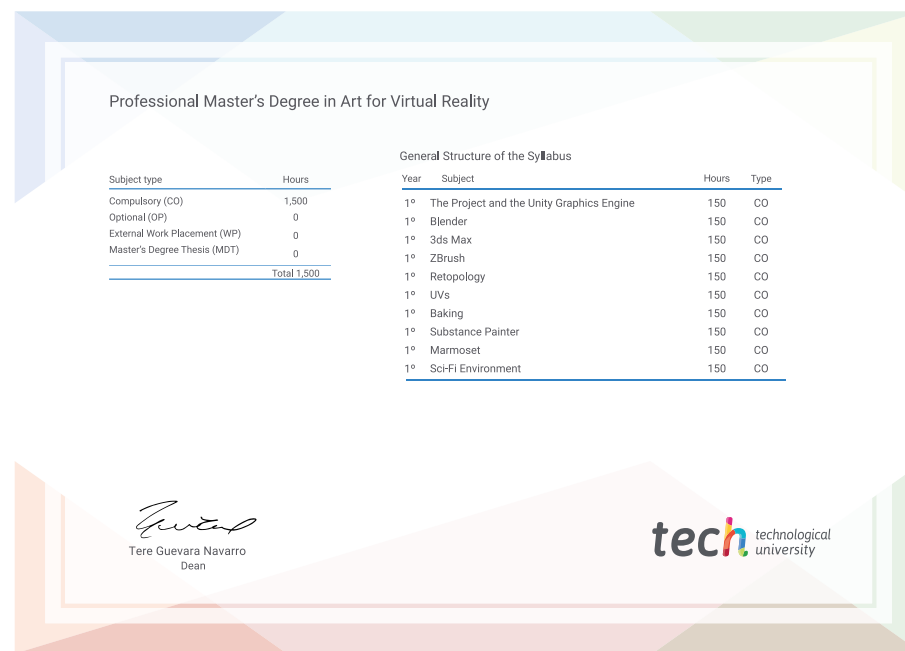 Professional Master's Degree in Art for Virtual Reality
Subject type Hours
Compulsory (CO) 1,500
Optional (OP) 0
External Work Placement (WP) 0
Master's Degree Thesis (MDT) 0
Total 1,500
General Structure of the Syllabus
Year Subject Hours Type
1º The Project and the Unity Graphics Engine 150 CO
1º Blender 150 CO
1º 3ds Max 150 CO
1º ZBrush 150 CO
1º Retopology 150 CO
1º UVs 150 CO
1º Baking 150 CO
1º Substance Painter 150 CO
1º Marmoset 150 CO
1º Sci-Fi Environment 150 CO
Tere Guevara Navarro
Dean
tech technological
university